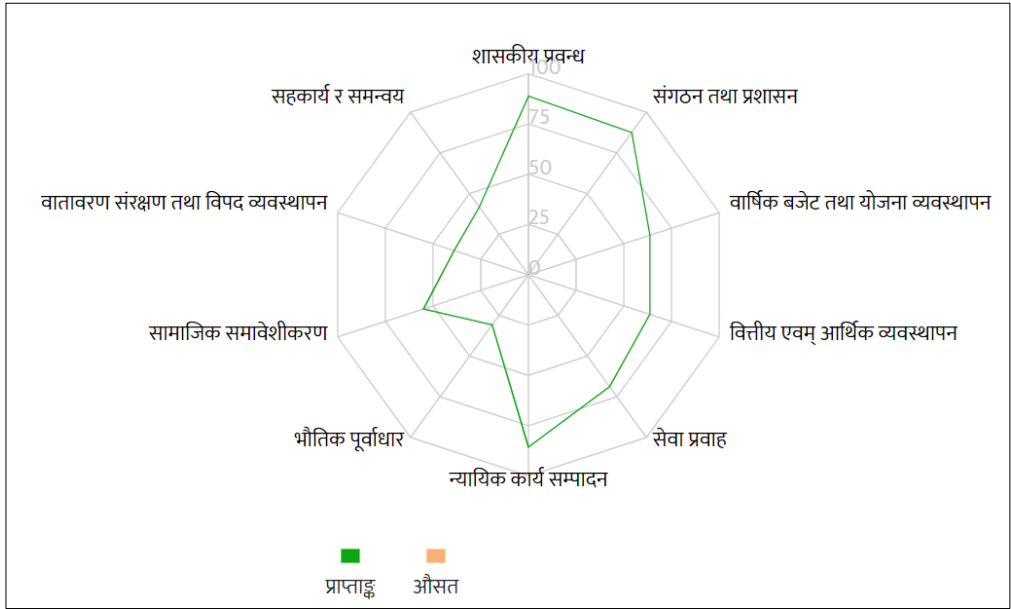 शासकीय प्रवन्ध
100
सहकार्य र समन्वय
संगठन तथा प्रशासन
75
50
वातावरण संरक्षण तथा विपद व्यवस्थापन
वार्षिक बजेट तथा योजना व्यवस्थापन
25
0
सामाजिक समावेशीकरण
वित्तीय एवम् आर्थिक व्यवस्थापन
भौतिक पूर्वाधार
सेवा प्रवाह
न्यायिक कार्य सम्पादन
प्राप्ताङ्क
औसत